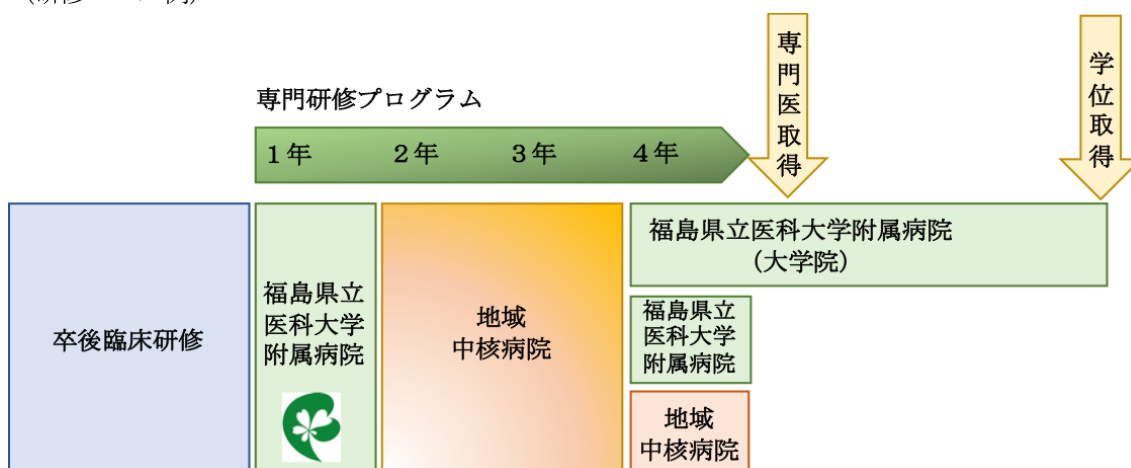 専門研修プログラム
1年 2年 3年 4年
専門医取得
学位取得
卒後臨床研修
福島県立
医科大学
附属病院
地域
中核病院
福島県立医科大学附属病院
(大学院)
福島県立
医科大学
附属病院
地域
中核病院